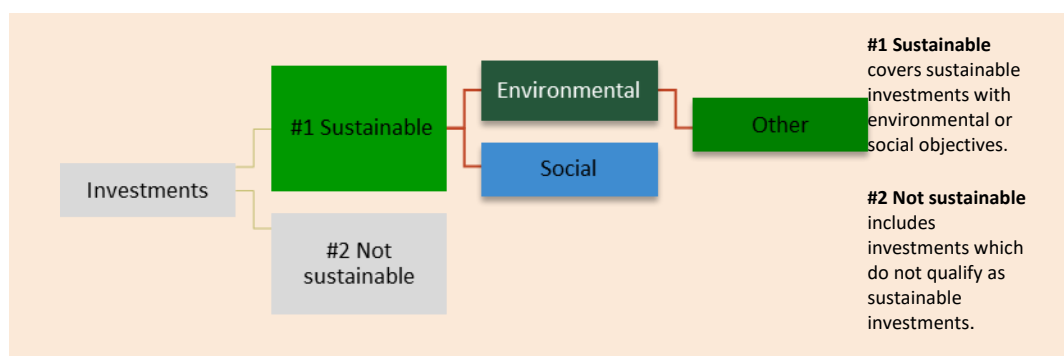 Investments
#1 Sustainable
#2 Not
sustainable
Environmental
Social
Other
#1 Sustainable
covers sustainable
investments with
environmental or
social objectives.
#2 Not sustainable
includes
investments which
do not qualify as
sustainable
investments.